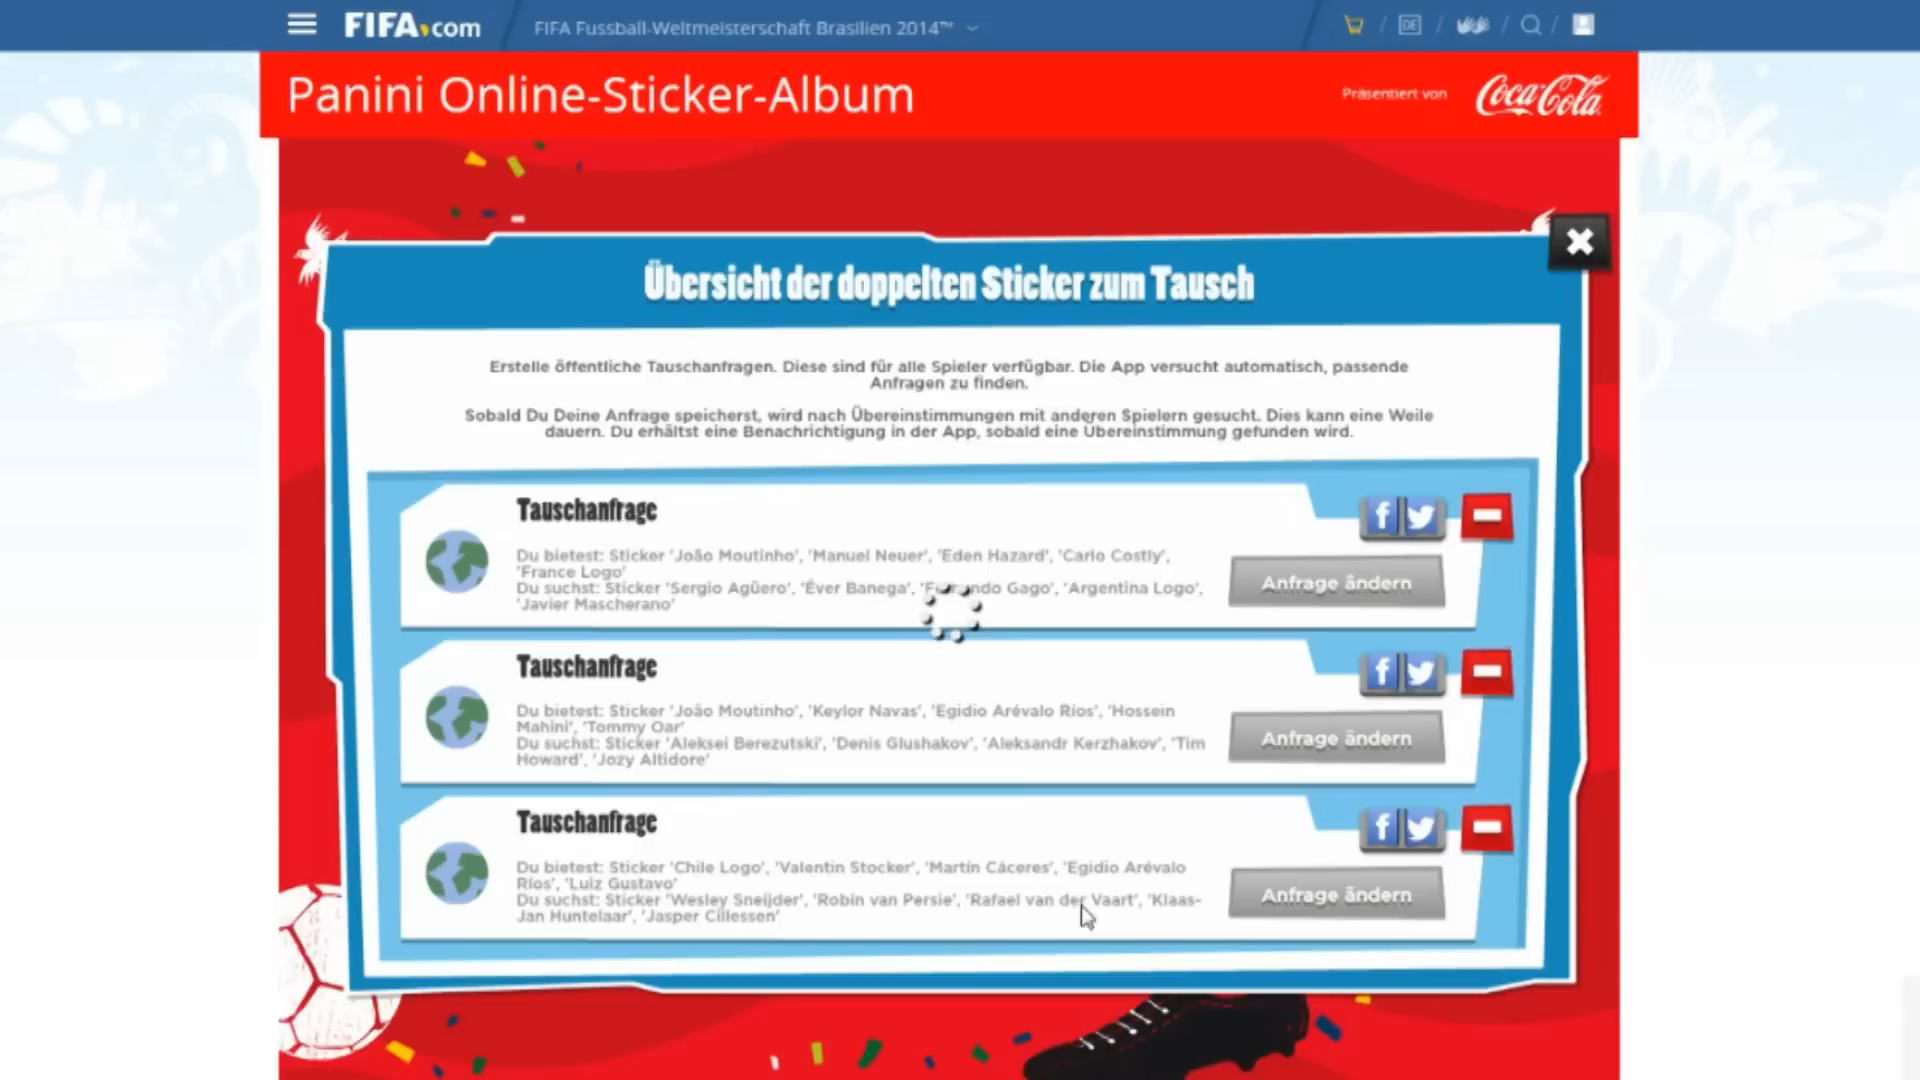 FIFA.com
FIFA Fussball-Weltmeisterschaft Brasilien 2014™
DE
Panini Online-Sticker-Album
Präsentiert von
Coca-Cola
Übersicht der doppelten Sticker zum Tausch
Erstelle öffentliche Tauschanfragen. Diese sind für alle Spieler verfügbar. Die App versucht automatisch, passende
Anfragen zu finden.
Sobald Du Deine Anfrage speicherst, wird nach Übereinstimmungen mit anderen Spielern gesucht. Dies kann eine Weile
dauern. Du erhältst eine Benachrichtigung in der App, sobald eine Übereinstimmung gefunden wird.
Tauschanfrage
Du bietest: Sticker 'João Moutinho', 'Manuel Neuer', 'Eden Hazard', 'Carlo Costly',
'France Logo'
Du suchst: Sticker 'Sergio Agüero', 'Éver Banega', 'Fernando Gago', 'Argentina Logo',
'Javier Mascherano'
Anfrage ändern
Tauschanfrage
Du bietest: Sticker 'João Moutinho', 'Keylor Navas', 'Egidio Arévalo Ríos', 'Hossein
Mahini', 'Tommy Oar'
Du suchst: Sticker 'Aleksei Berezutski', 'Denis Glushakov', 'Aleksandr Kerzhakov', 'Tim
Howard', 'Jozy Altidore'
Anfrage ändern
Tauschanfrage
Du bietest: Sticker 'Chile Logo', 'Valentin Stocker', 'Martín Cáceres', 'Egidio Arévalo
Ríos', 'Luiz Gustavo'
Du suchst: Sticker 'Wesley Sneijder', 'Robin van Persie', 'Rafael van der Vaart', 'Klaas-
Jan Huntelaar', 'Jasper Cillessen'
Anfrage ändern